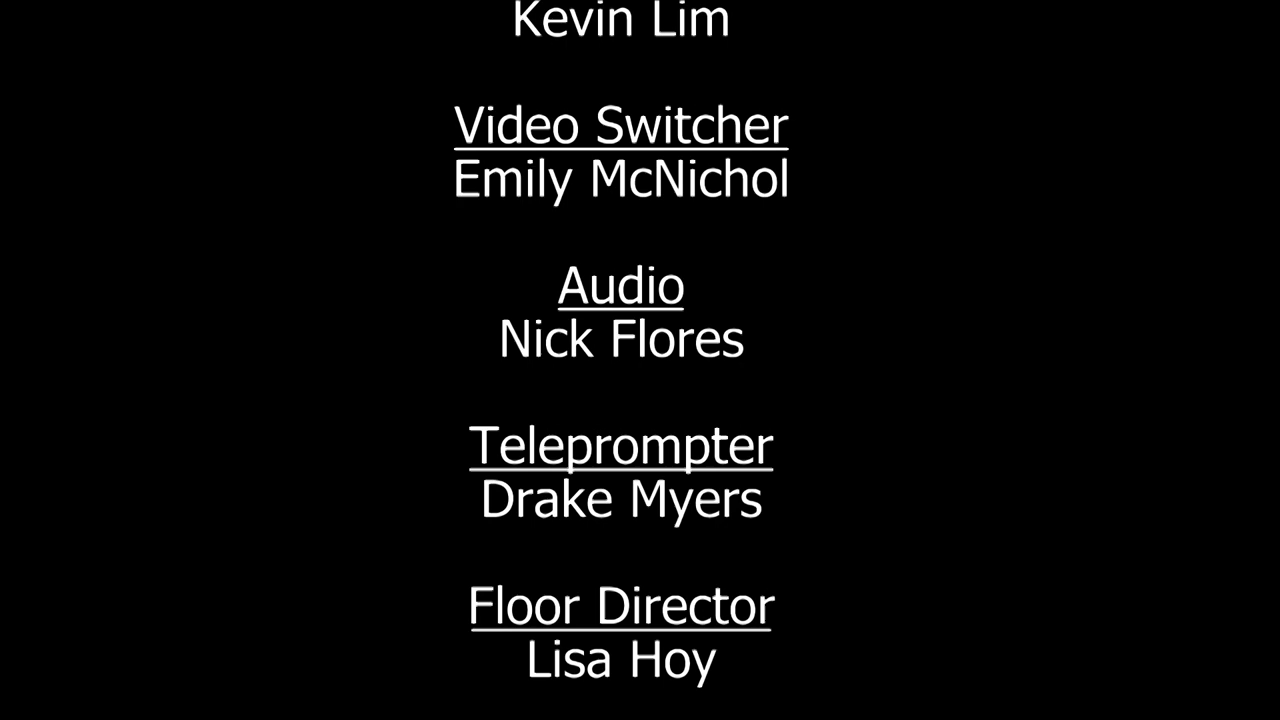 Kevin Lim
Video Switcher
Emily McNichol
Audio
Nick Flores
Teleprompter
Drake Myers
Floor Director
Lisa Hoy